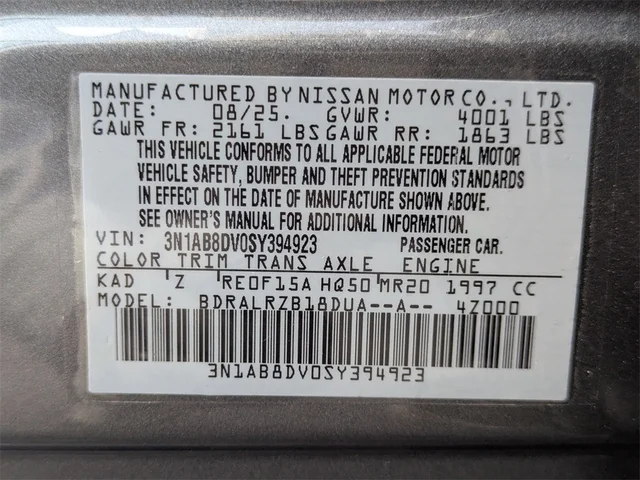 MANUFACTURED BY NISSAN MOTOR CO., LTD.
DATE: 08/25. GVWR: 4001 LBS
GAWR FR: 2161 LBS GAWR RR: 1863 LBS
THIS VEHICLE CONFORMS TO ALL APPLICABLE FEDERAL MOTOR
VEHICLE SAFETY, BUMPER AND THEFT PREVENTION STANDARDS
IN EFFECT ON THE DATE OF MANUFACTURE SHOWN ABOVE.
SEE OWNER'S MANUAL FOR ADDITIONAL INFORMATION.
VIN: 3N1AB8DV0SY394923 PASSENGER CAR.
COLOR TRIM TRANS AXLE ENGINE
KAD Z RE0F15A HQ50 MR20 1997 CC
MODEL: BDRALRZB18DUA--A-- 4Z000
3N1AB8DV0SY394923